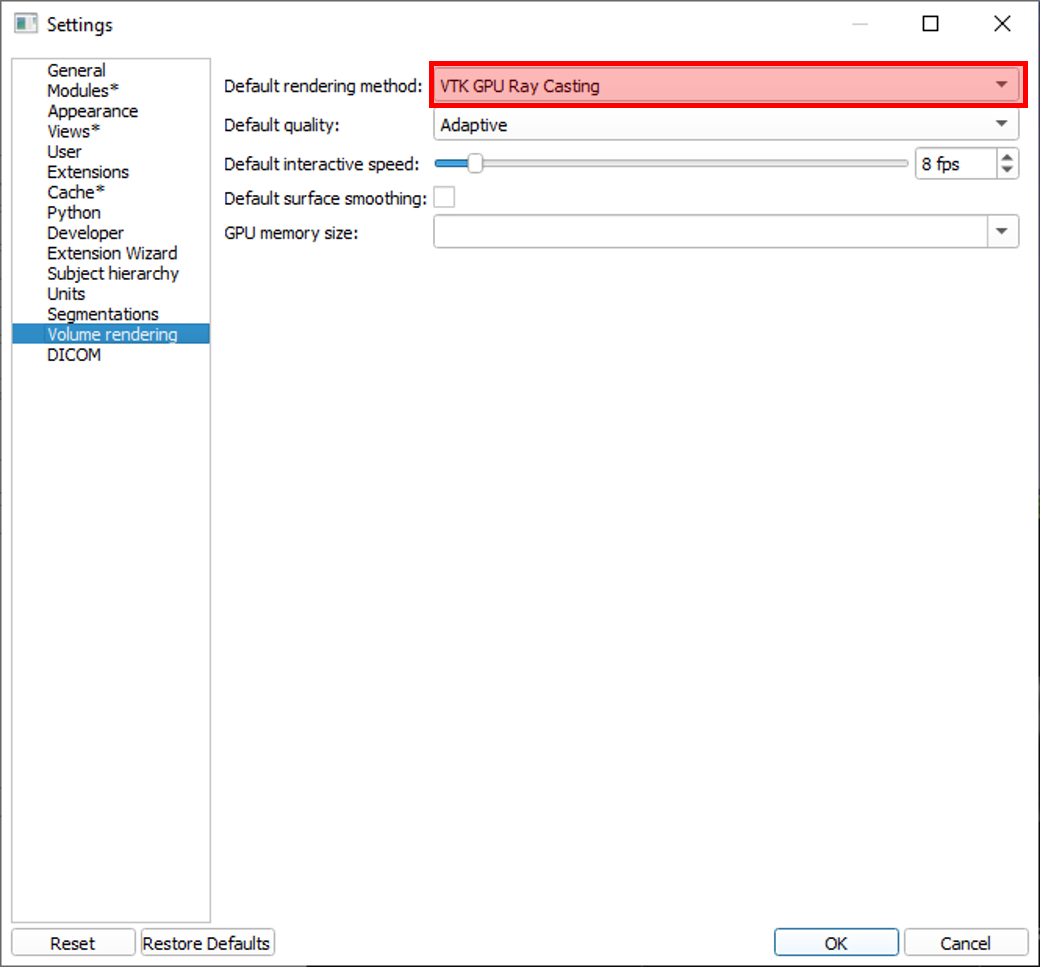 Settings
General
Modules*
Appearance
Views*
User
Extensions
Cache*
Python
Developer
Extension Wizard
Subject hierarchy
Units
Segmentations
Volume rendering
DICOM
Default rendering method: VTK GPU Ray Casting
Default quality: Adaptive
Default interactive speed: 8 fps
Default surface smoothing:
GPU memory size:
Reset Restore Defaults OK Cancel